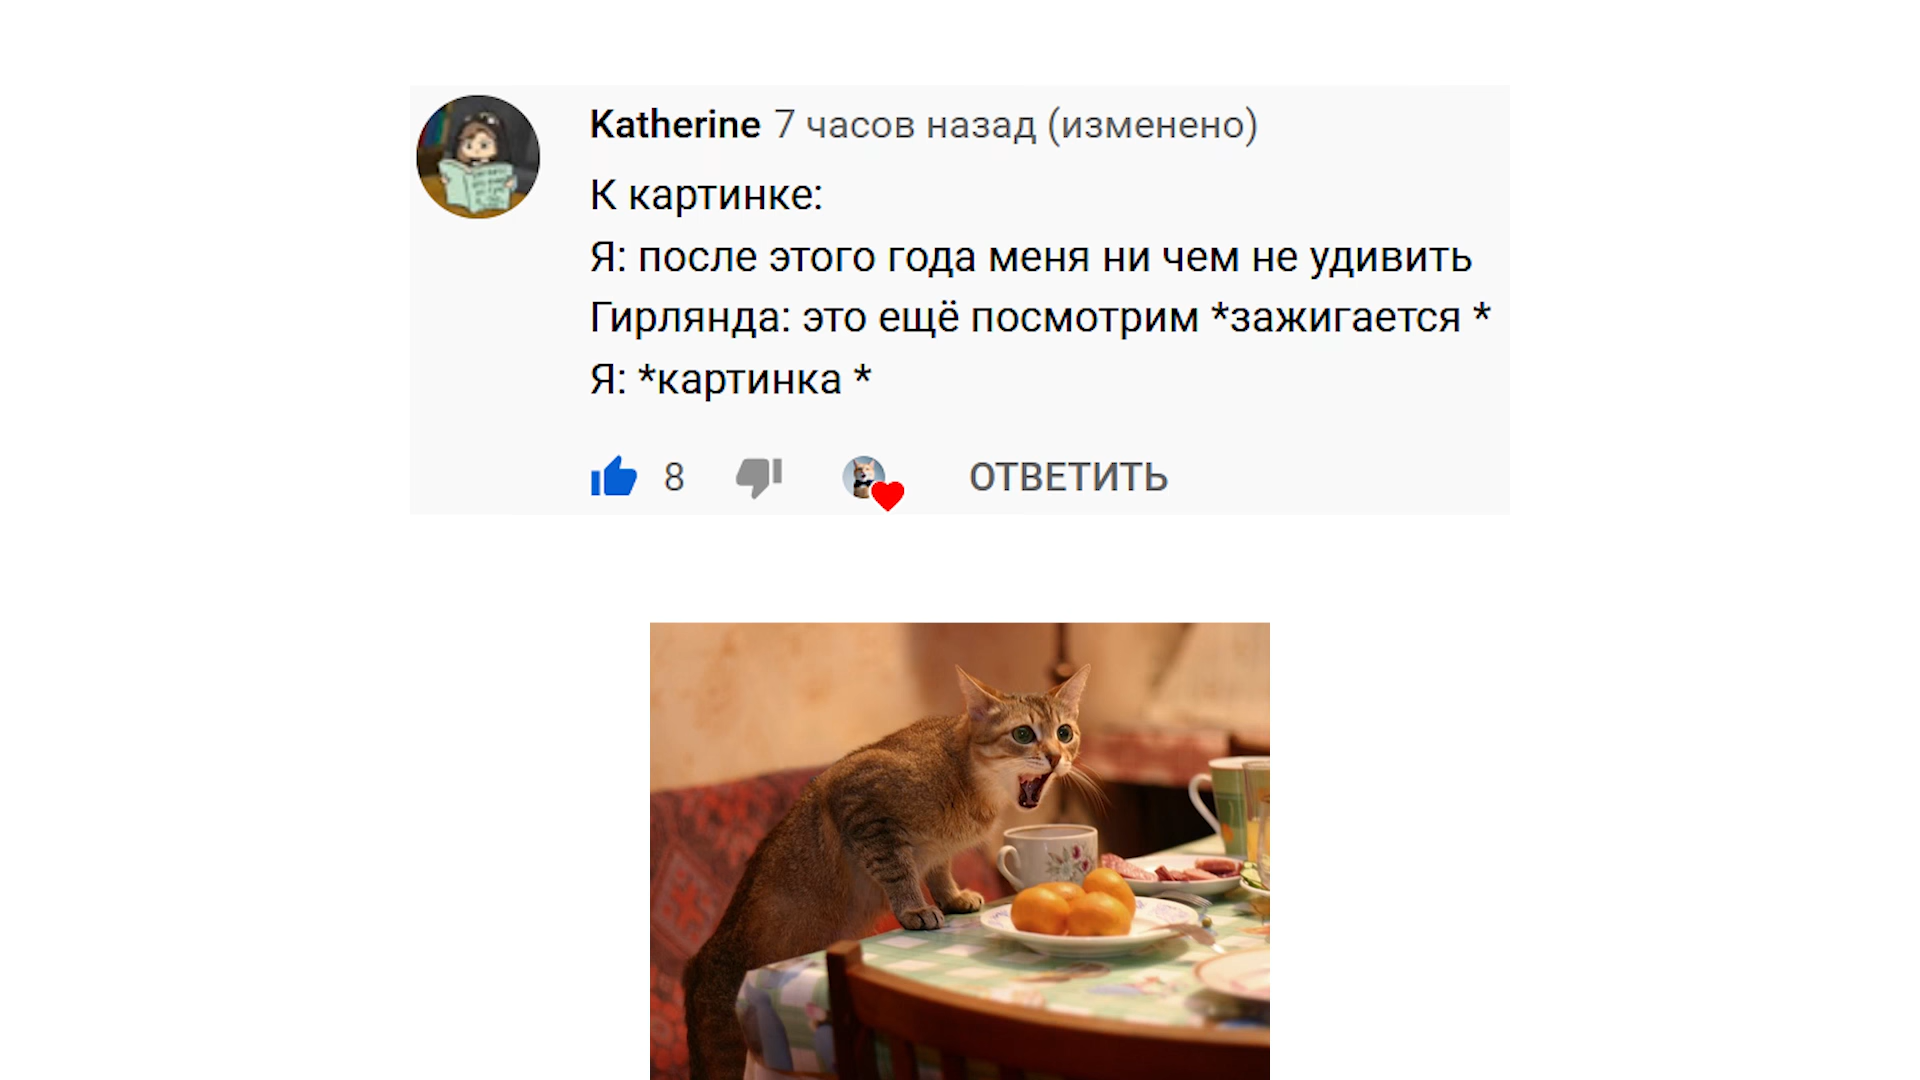 Katherine 7 часов назад (изменено)
К картинке:
Я: после этого года меня ни чем не удивить
Гирлянда: это ещё посмотрим *зажигается *
Я: *картинка *
8 ОТВЕТИТЬ